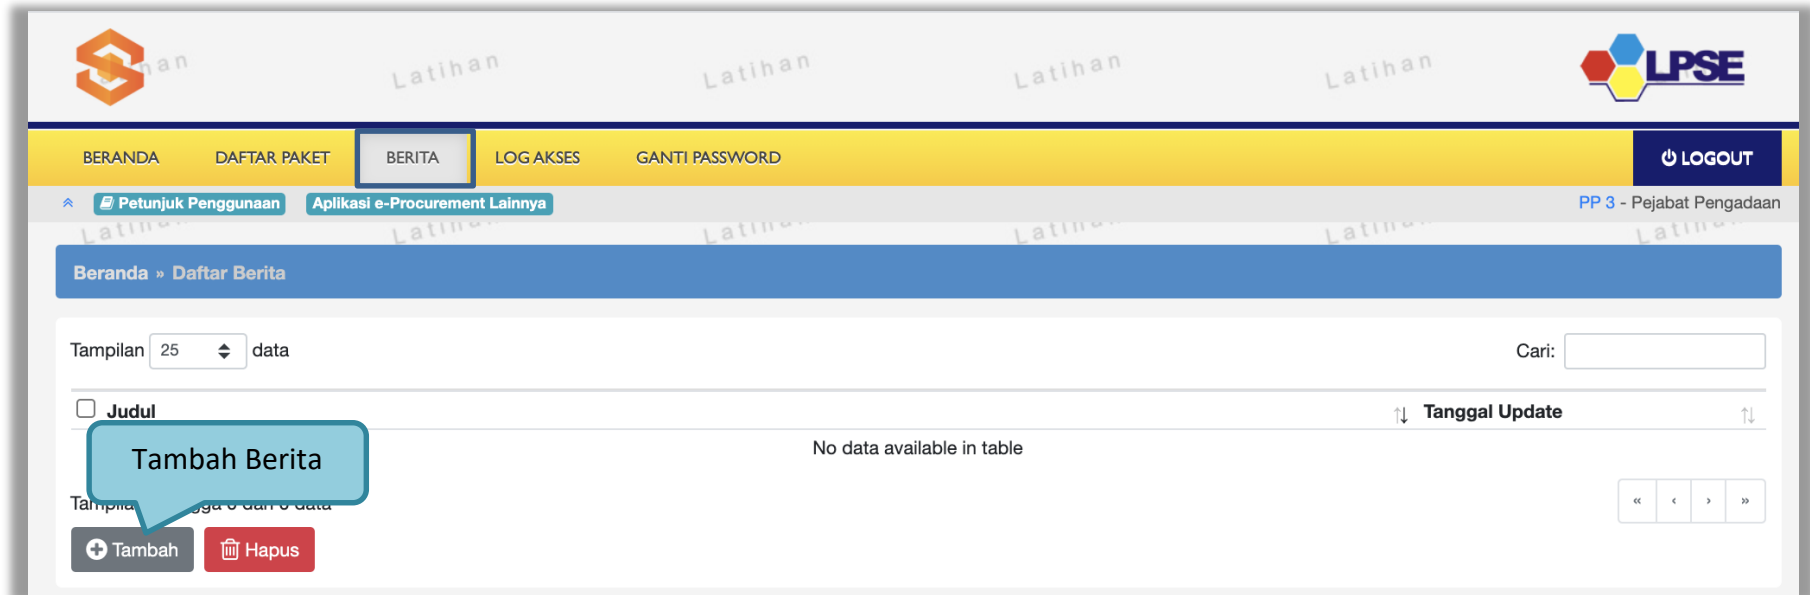 Latihan Latihan Latihan Latihan
LPSE
BERANDA DAFTAR PAKET BERITA LOG AKSES GANTI PASSWORD LOGOUT
Petunjuk Penggunaan Aplikasi e-Procurement Lainnya PP 3 - Pejabat Pengadaan
Beranda » Daftar Berita
Tampilan 25 data Cari:
Judul Tanggal Update
No data available in table
Tambah Berita
data
« ‹ › »
Tambah Hapus